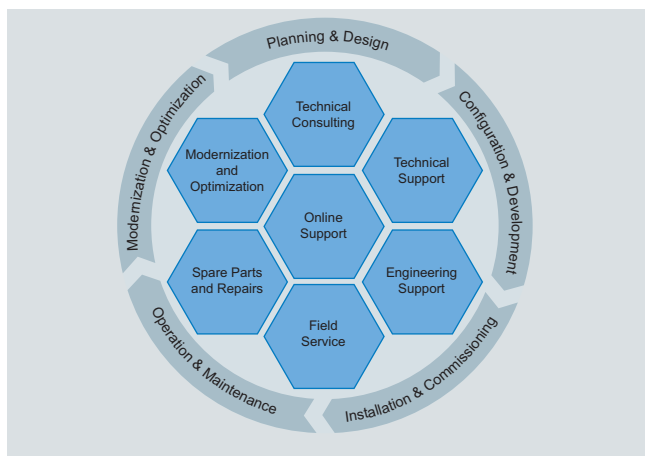 Planning & Design
Configuration & Development
Installation & Commissioning
Operation & Maintenance
Modernization & Optimization
Technical
Consulting
Modernization
and
Optimization
Technical
Support
Online
Support
Spare Parts
and Repairs
Engineering
Support
Field
Service